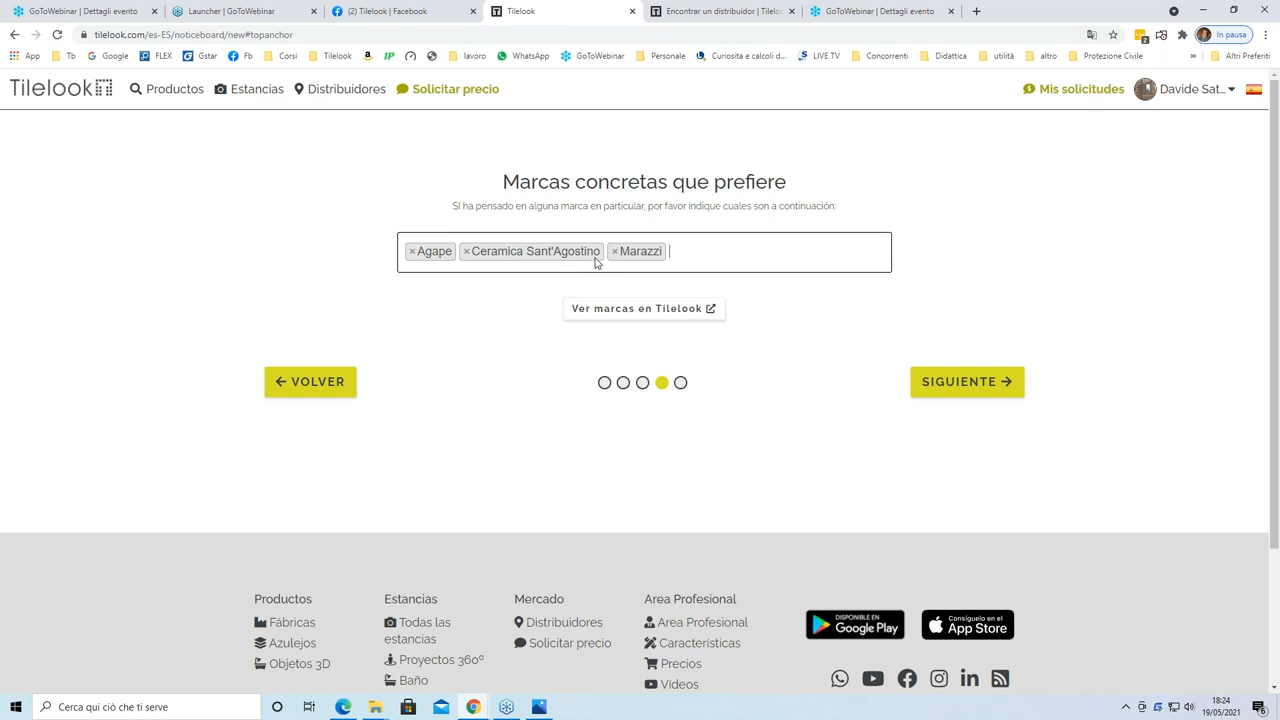 GoToWebinar | Dettagli evento
Launcher | GoToWebinar
(2) Tilelook | Facebook
Tilelook
Encontrar un distribuidor | Tileloo
GoToWebinar | Dettagli evento
tilelook.com/es-ES/noticeboard/new#topanchor
2
In pausa
App
Tb
Google
FLEX
Gstar
Fb
Corsi
Tilelook
IP
lavoro
WhatsApp
GoToWebinar
Personale
Curiosita e calcoli d...
LIVE TV
Concorrenti
Didattica
utilità
altro
Protezione Civile
»
Altri Preferiti
Tilelook
Productos
Estancias
Distribuidores
Solicitar precio
Mis solicitudes
Davide Sat...
Marcas concretas que prefiere
SI ha pensado en alguna marca en particular, por favor indique cuales son a continuación:
×Agape ×Ceramica Sant'Agostino ×Marazzi
Ver marcas en Tilelook
VOLVER
SIGUIENTE
Productos
Fábricas
Azulejos
Objetos 3D
Estancias
Todas las
estancias
Proyectos 360º
Baño
Mercado
Distribuidores
Solicitar precio
Area Profesional
Area Profesional
Características
Precios
Vídeos
DISPONIBLE EN
Google Play
Consíguelo en el
App Store
Cerca qui ciò che ti serve
18:24
19/05/2021
6